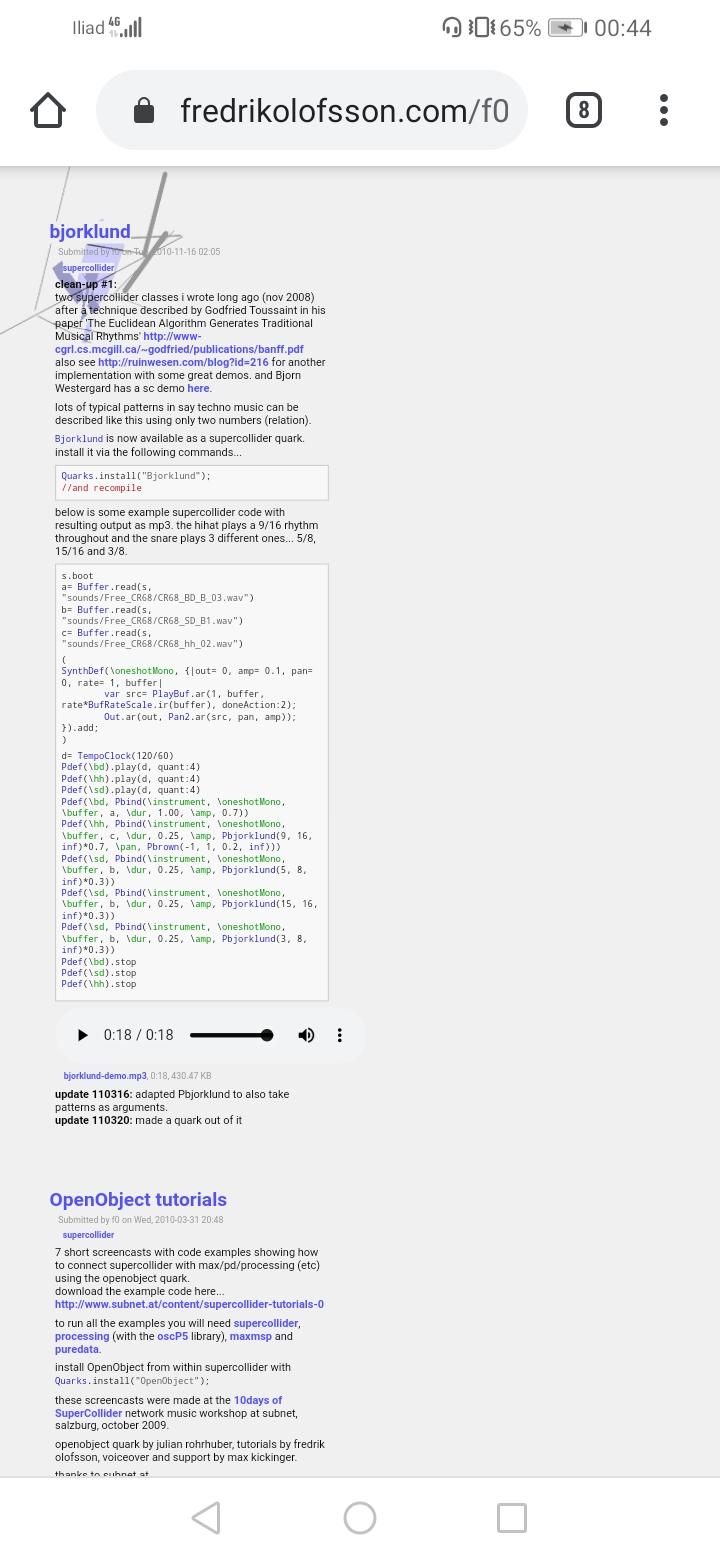 Iliad 4G 65% 00:44
fredrikolofsson.com/f0 8
bjorklund
Submitted by f0 on Tue, 2010-11-16 02:05
supercollider
clean-up #1:
two supercollider classes i wrote long ago (nov 2008)
after a technique described by Godfried Toussaint in his
paper 'The Euclidean Algorithm Generates Traditional
Musical Rhythms' http://www-
cgrl.cs.mcgill.ca/~godfried/publications/banff.pdf
also see http://ruinwesen.com/blog?id=216 for another
implementation with some great demos. and Bjorn
Westergard has a sc demo here.
lots of typical patterns in say techno music can be
described like this using only two numbers (relation).
Bjorklund is now available as a supercollider quark.
install it via the following commands...
Quarks.install("Bjorklund");
//and recompile
below is some example supercollider code with
resulting output as mp3. the hihat plays a 9/16 rhythm
throughout and the snare plays 3 different ones... 5/8,
15/16 and 3/8.
s.boot
a= Buffer.read(s,
"sounds/Free_CR68/CR68_BD_B_03.wav")
b= Buffer.read(s,
"sounds/Free_CR68/CR68_SD_B1.wav")
c= Buffer.read(s,
"sounds/Free_CR68/CR68_hh_02.wav")
(
SynthDef(\oneshotMono, {|out= 0, amp= 0.1, pan=
0, rate= 1, buffer|
var src= PlayBuf.ar(1, buffer,
rate*BufRateScale.ir(buffer), doneAction:2);
Out.ar(out, Pan2.ar(src, pan, amp));
}).add;
)
d= TempoClock(120/60)
Pdef(\bd).play(d, quant:4)
Pdef(\hh).play(d, quant:4)
Pdef(\sd).play(d, quant:4)
Pdef(\bd, Pbind(\instrument, \oneshotMono,
\buffer, a, \dur, 1.00, \amp, 0.7))
Pdef(\hh, Pbind(\instrument, \oneshotMono,
\buffer, c, \dur, 0.25, \amp, Pbjorklund(9, 16,
inf)*0.7, \pan, Pbrown(-1, 1, 0.2, inf)))
Pdef(\sd, Pbind(\instrument, \oneshotMono,
\buffer, b, \dur, 0.25, \amp, Pbjorklund(5, 8,
inf)*0.3))
Pdef(\sd, Pbind(\instrument, \oneshotMono,
\buffer, b, \dur, 0.25, \amp, Pbjorklund(15, 16,
inf)*0.3))
Pdef(\sd, Pbind(\instrument, \oneshotMono,
\buffer, b, \dur, 0.25, \amp, Pbjorklund(3, 8,
inf)*0.3))
Pdef(\bd).stop
Pdef(\sd).stop
Pdef(\hh).stop
0:18 / 0:18
bjorklund-demo.mp3, 0:18, 430.47 KB
update 110316: adapted Pbjorklund to also take
patterns as arguments.
update 110320: made a quark out of it
OpenObject tutorials
Submitted by f0 on Wed, 2010-03-31 20:48
supercollider
7 short screencasts with code examples showing how
to connect supercollider with max/pd/processing (etc)
using the openobject quark.
download the example code here...
http://www.subnet.at/content/supercollider-tutorials-0
to run all the examples you will need supercollider,
processing (with the oscP5 library), maxmsp and
puredata.
install OpenObject from within supercollider with
Quarks.install("OpenObject");
these screencasts were made at the 10days of
SuperCollider network music workshop at subnet,
salzburg, october 2009.
openobject quark by julian rohrhuber, tutorials by fredrik
olofsson, voiceover and support by max kickinger.
thanks to subnet.at